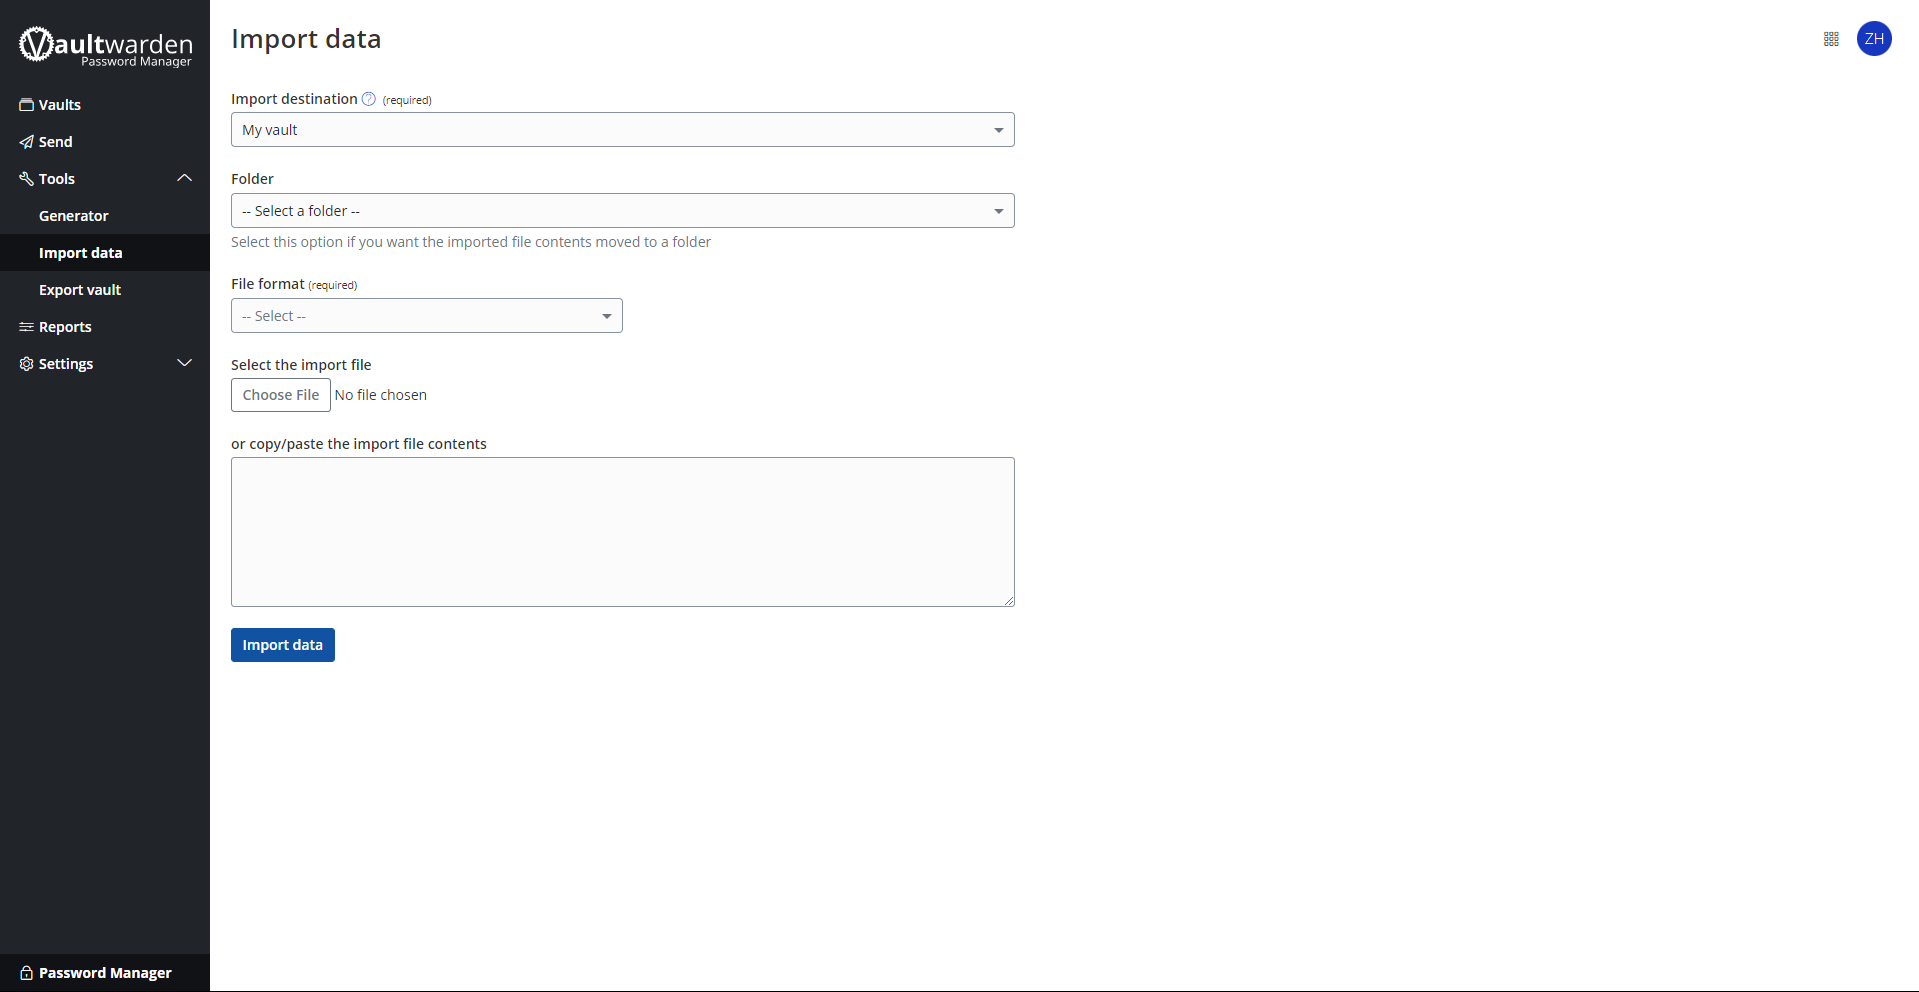 Vaultwarden
Password Manager
Vaults
Send
Tools
Generator
Import data
Export vault
Reports
Settings
Password Manager
Import data
ZH
Import destination ? (required)
My vault
Folder
-- Select a folder --
Select this option if you want the imported file contents moved to a folder
File format (required)
-- Select --
Select the import file
Choose File No file chosen
or copy/paste the import file contents
Import data